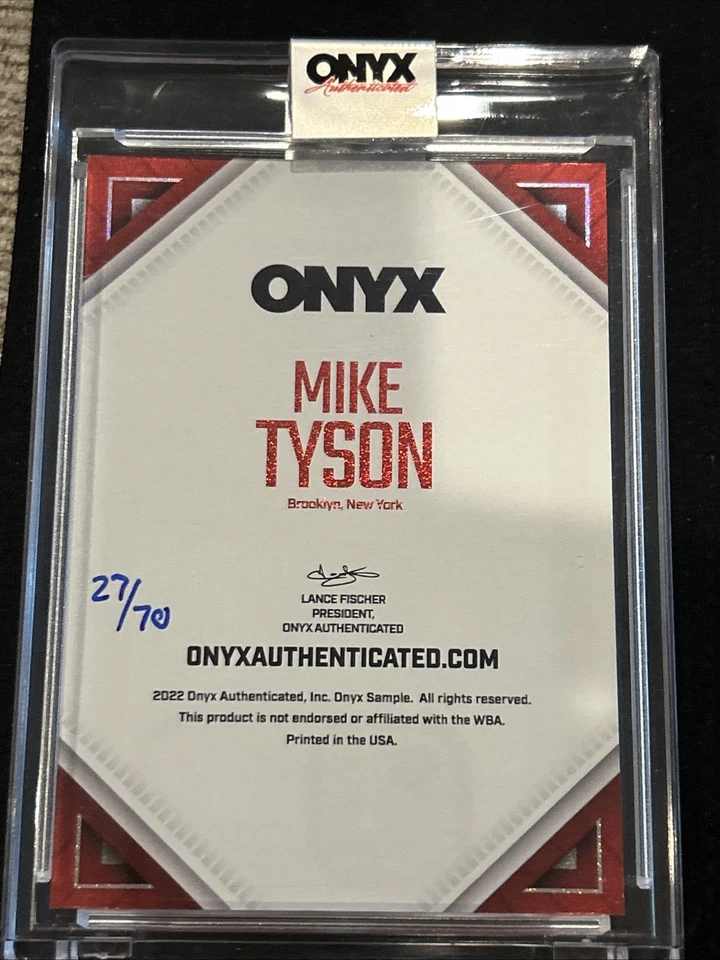 ONYX
Authenticated
ONYX
MIKE
TYSON
Brooklyn, New York
LANCE FISCHER
PRESIDENT,
ONYX AUTHENTICATED
27/70
ONYXAUTHENTICATED.COM
2022 Onyx Authenticated, Inc. Onyx Sample. All rights reserved.
This product is not endorsed or affiliated with the WBA.
Printed in the USA.